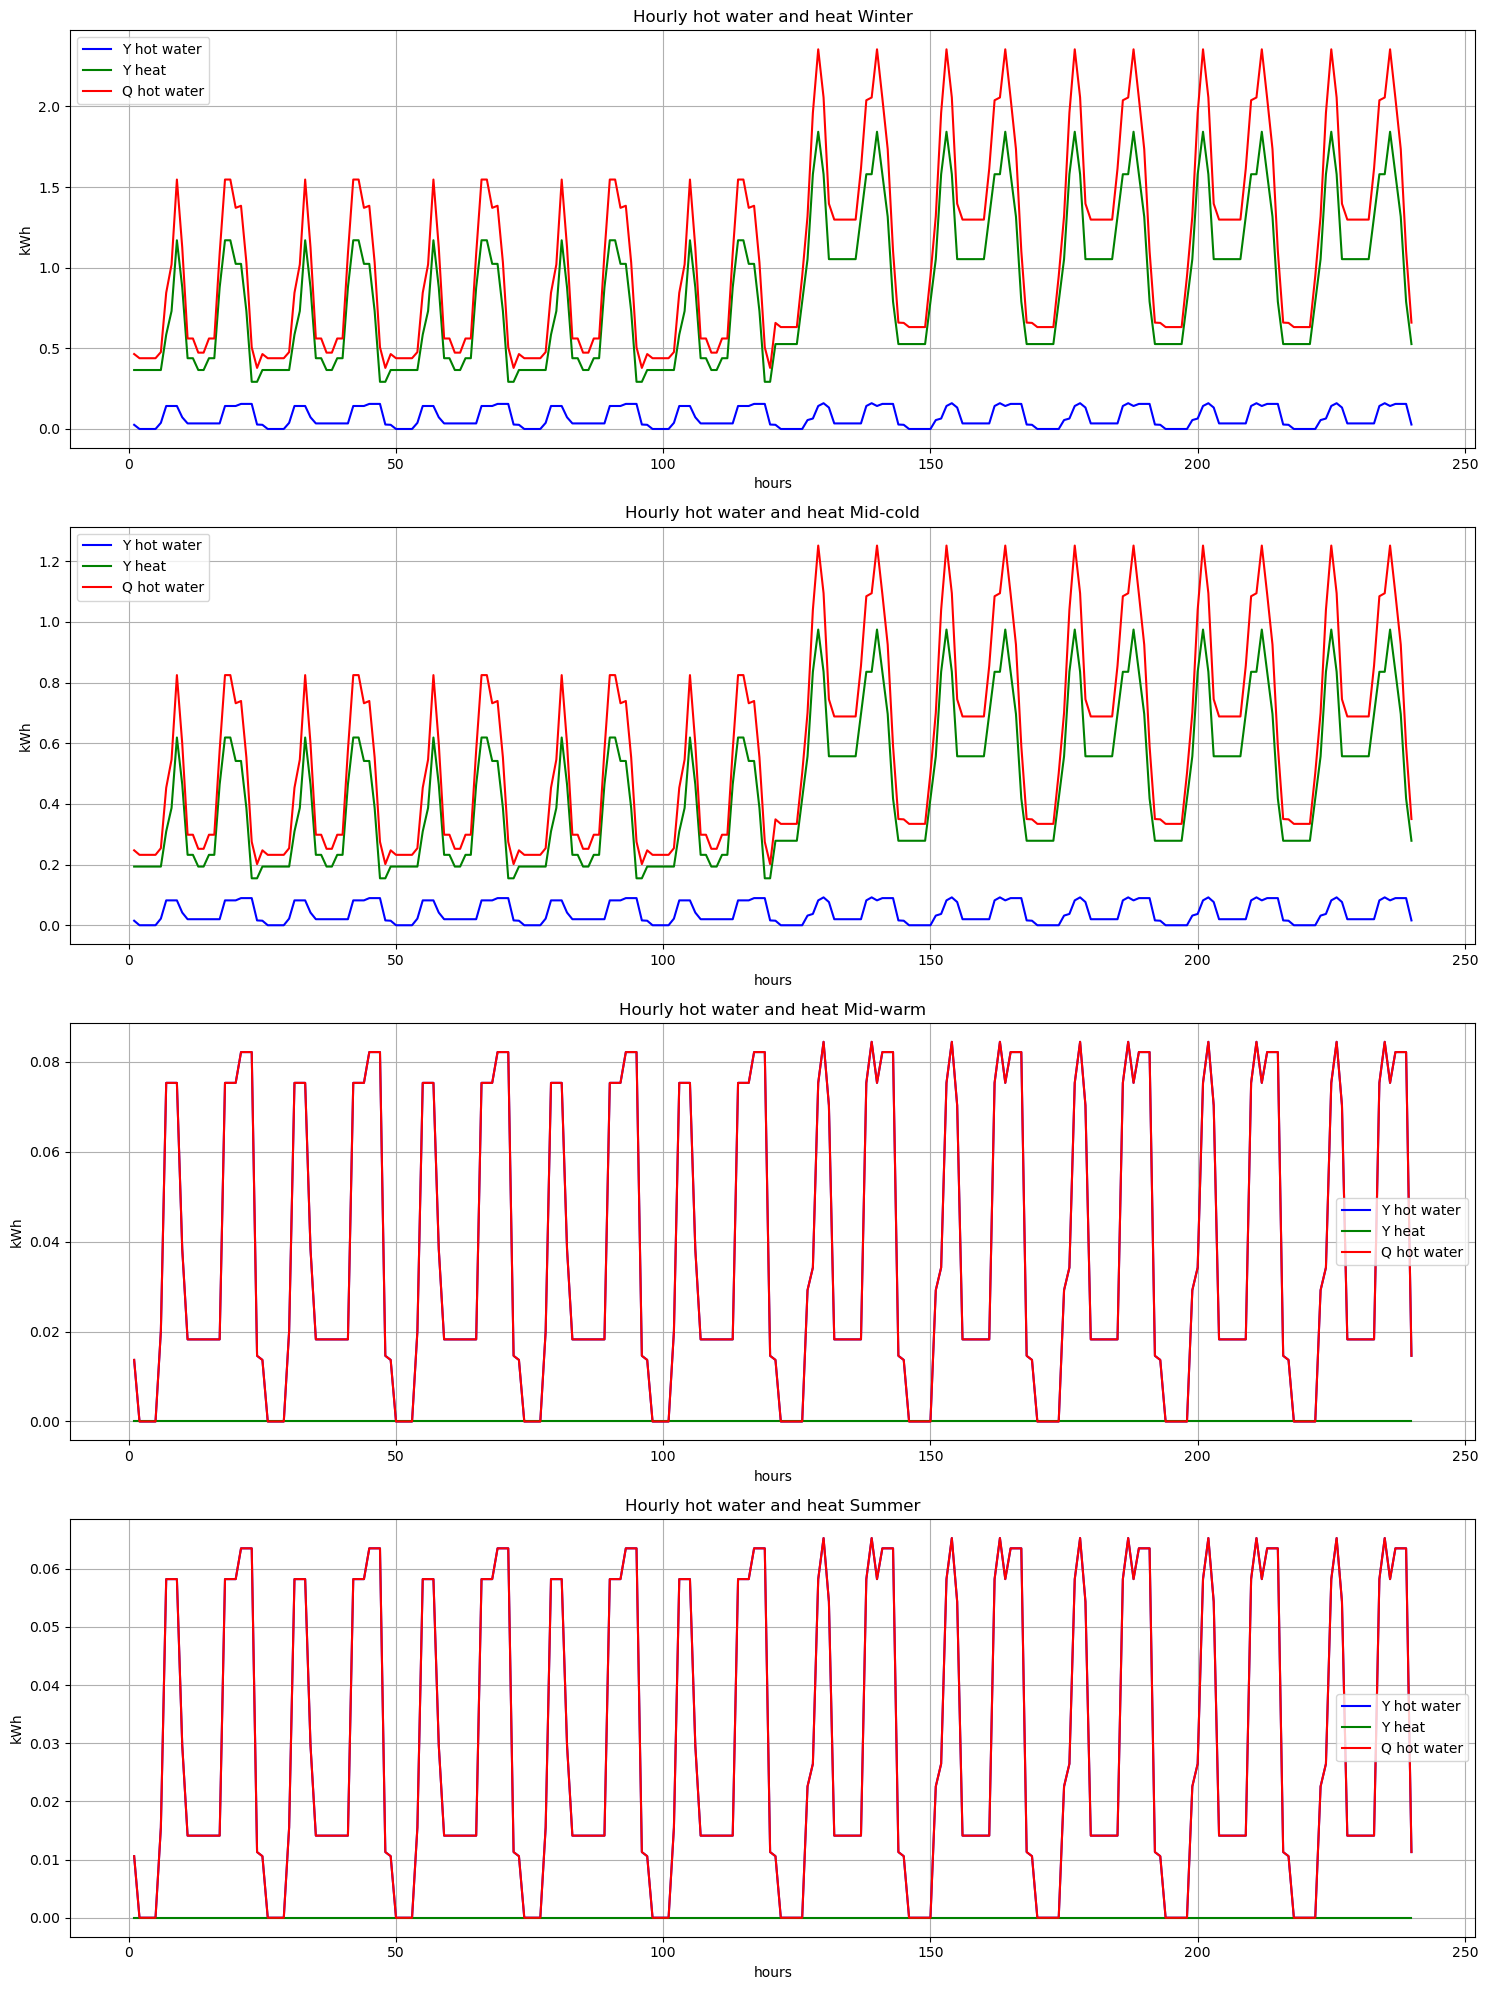 Hourly hot water and heat Winter
Y hot water
Y heat
Q hot water
kWh
2.0
1.5
1.0
0.5
0.0
0 50 100 150 200 250
hours
Hourly hot water and heat Mid-cold
Y hot water
Y heat
Q hot water
kWh
1.2
1.0
0.8
0.6
0.4
0.2
0.0
0 50 100 150 200 250
hours
Hourly hot water and heat Mid-warm
kWh
0.08
0.06
0.04
0.02
0.00
Y hot water
Y heat
Q hot water
0 50 100 150 200 250
hours
Hourly hot water and heat Summer
kWh
0.06
0.05
0.04
0.03
0.02
0.01
0.00
Y hot water
Y heat
Q hot water
0 50 100 150 200 250
hours